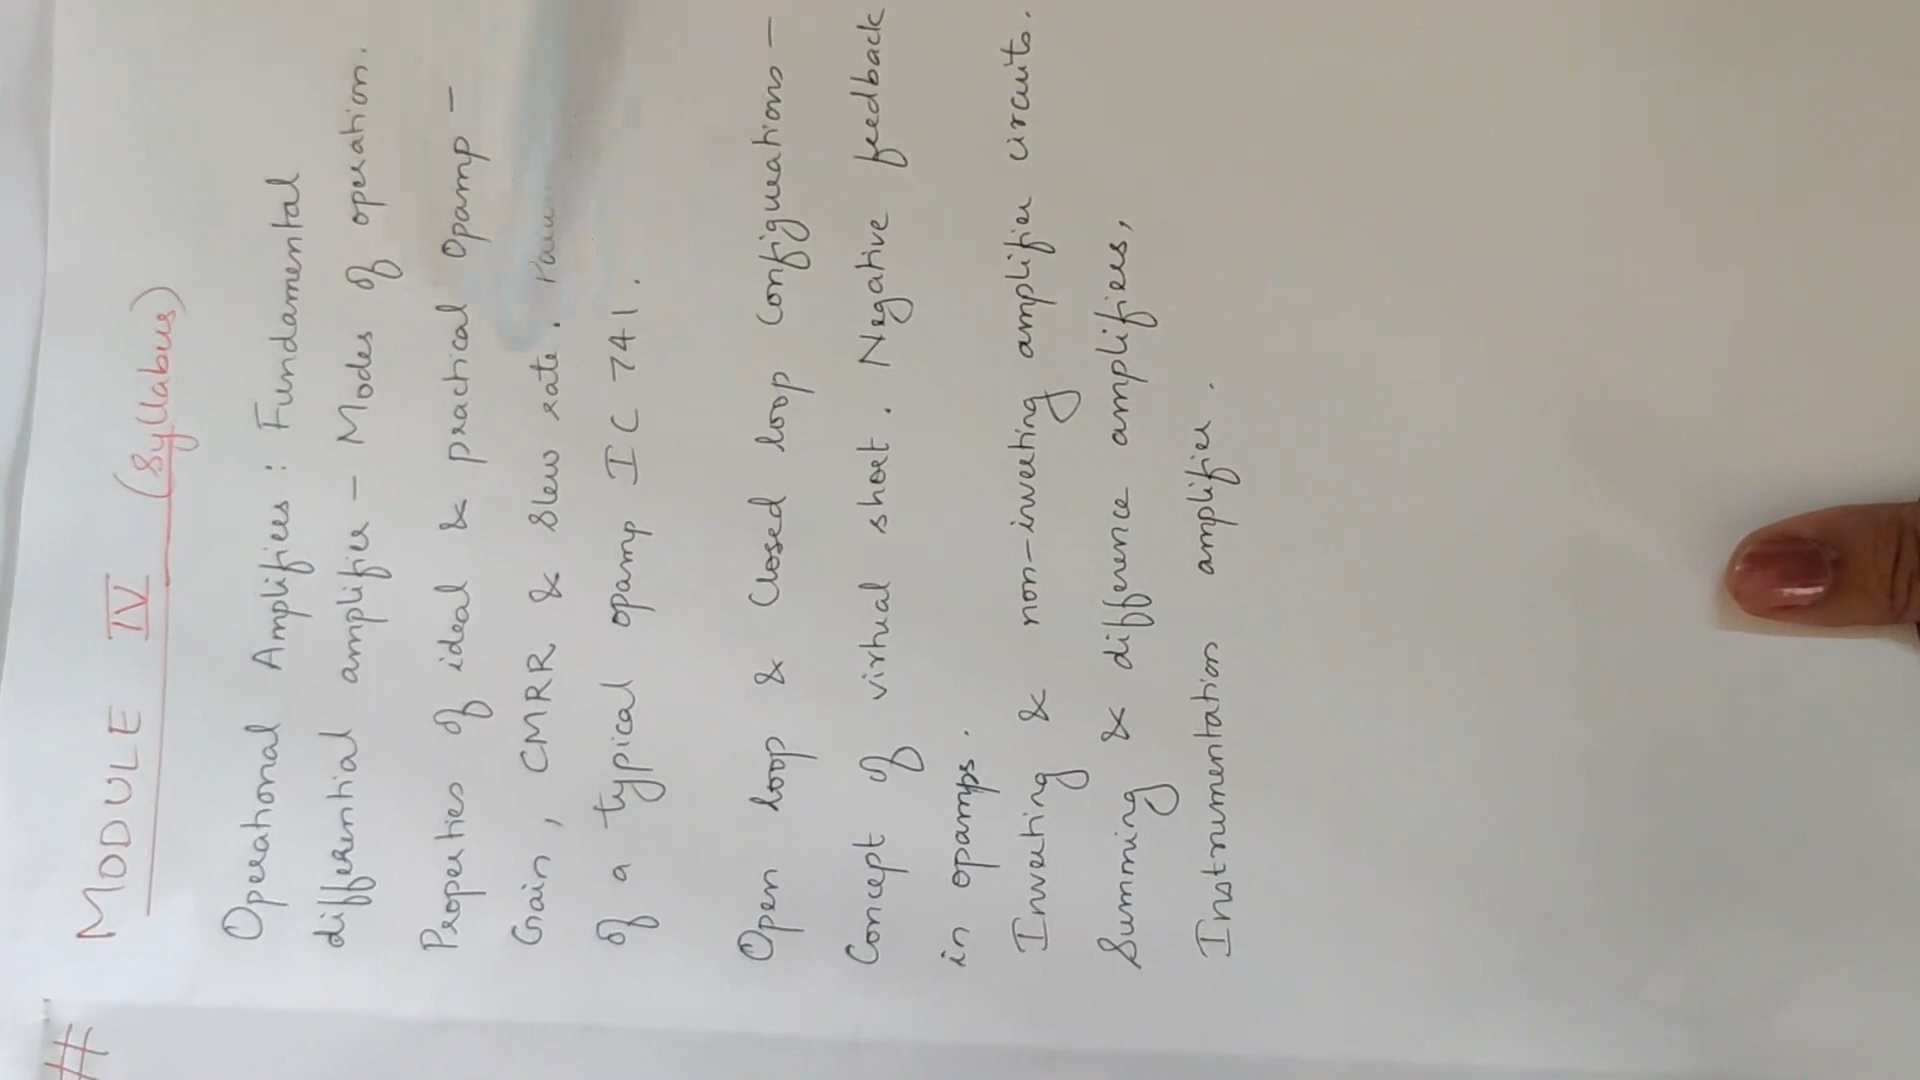 #
MODULE IV (Syllabus)
Operational Amplifiers : Fundamental
differential amplifier - Modes of operation.
Properties of ideal & practical Opamp -
Gain, CMRR & Slew rate.
of a typical opamp IC 741.
Open loop & Closed loop Configurations -
Concept of virtual short. Negative feedback
in opamps.
Inverting & non-inverting amplifier circuits.
Summing & difference amplifiers,
Instrumentation amplifier.